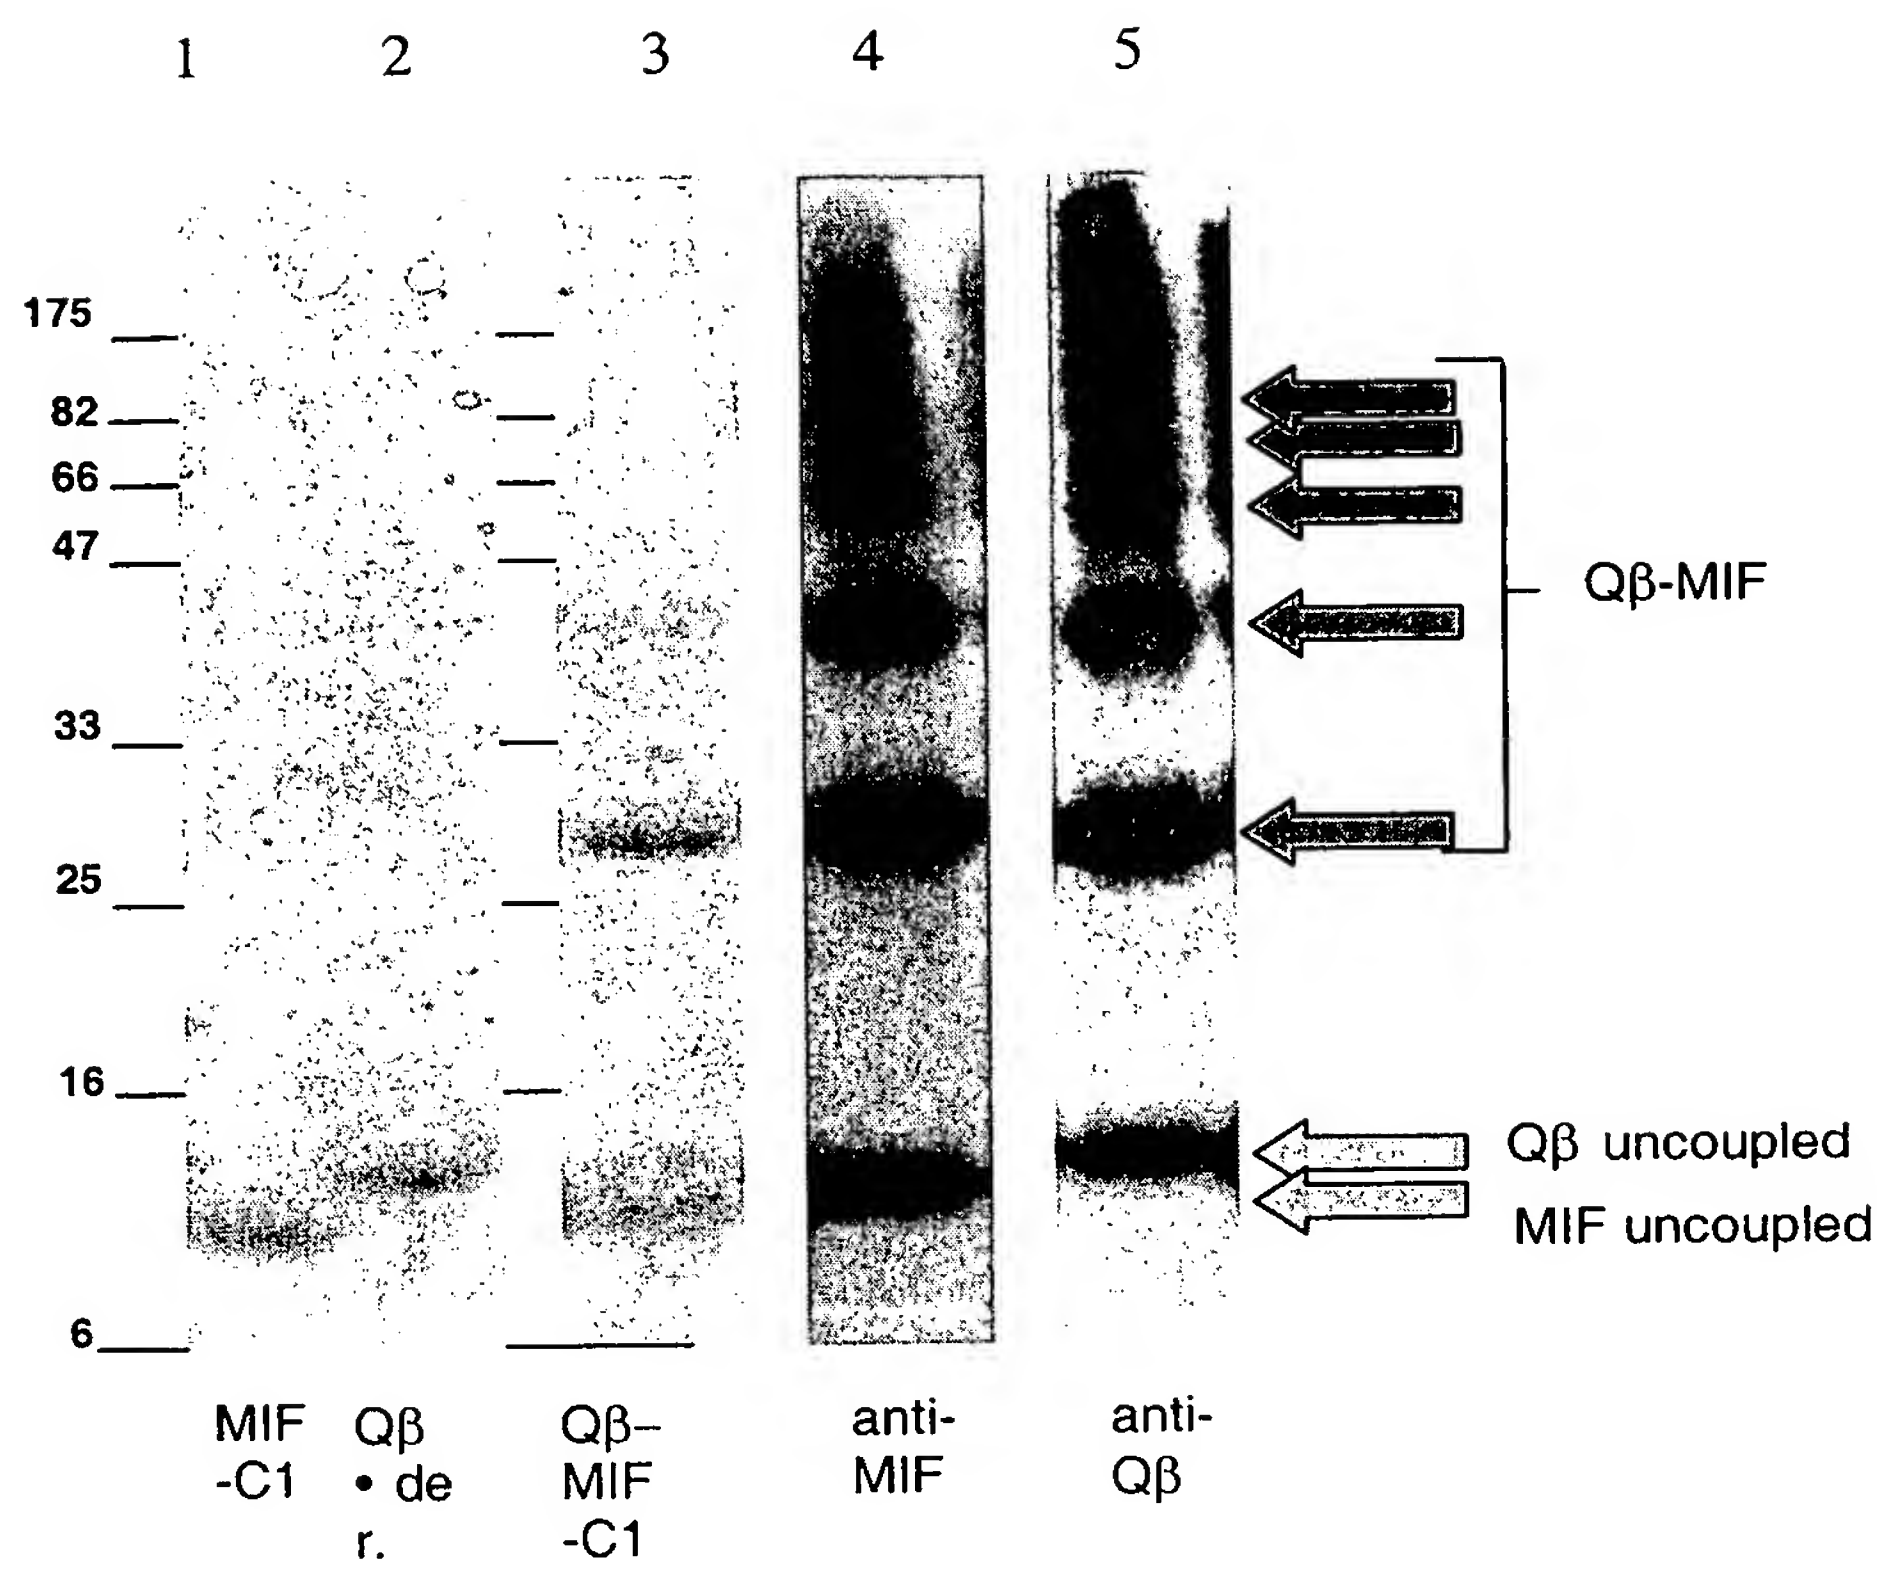 1 2 3 4 5
175
82
66
47
Qβ-MIF
33
25
16
Qβ uncoupled
MIF uncoupled
6
MIF
-C1
Qβ
• de
r.
Qβ–
MIF
-C1
anti-
MIF
anti-
Qβ